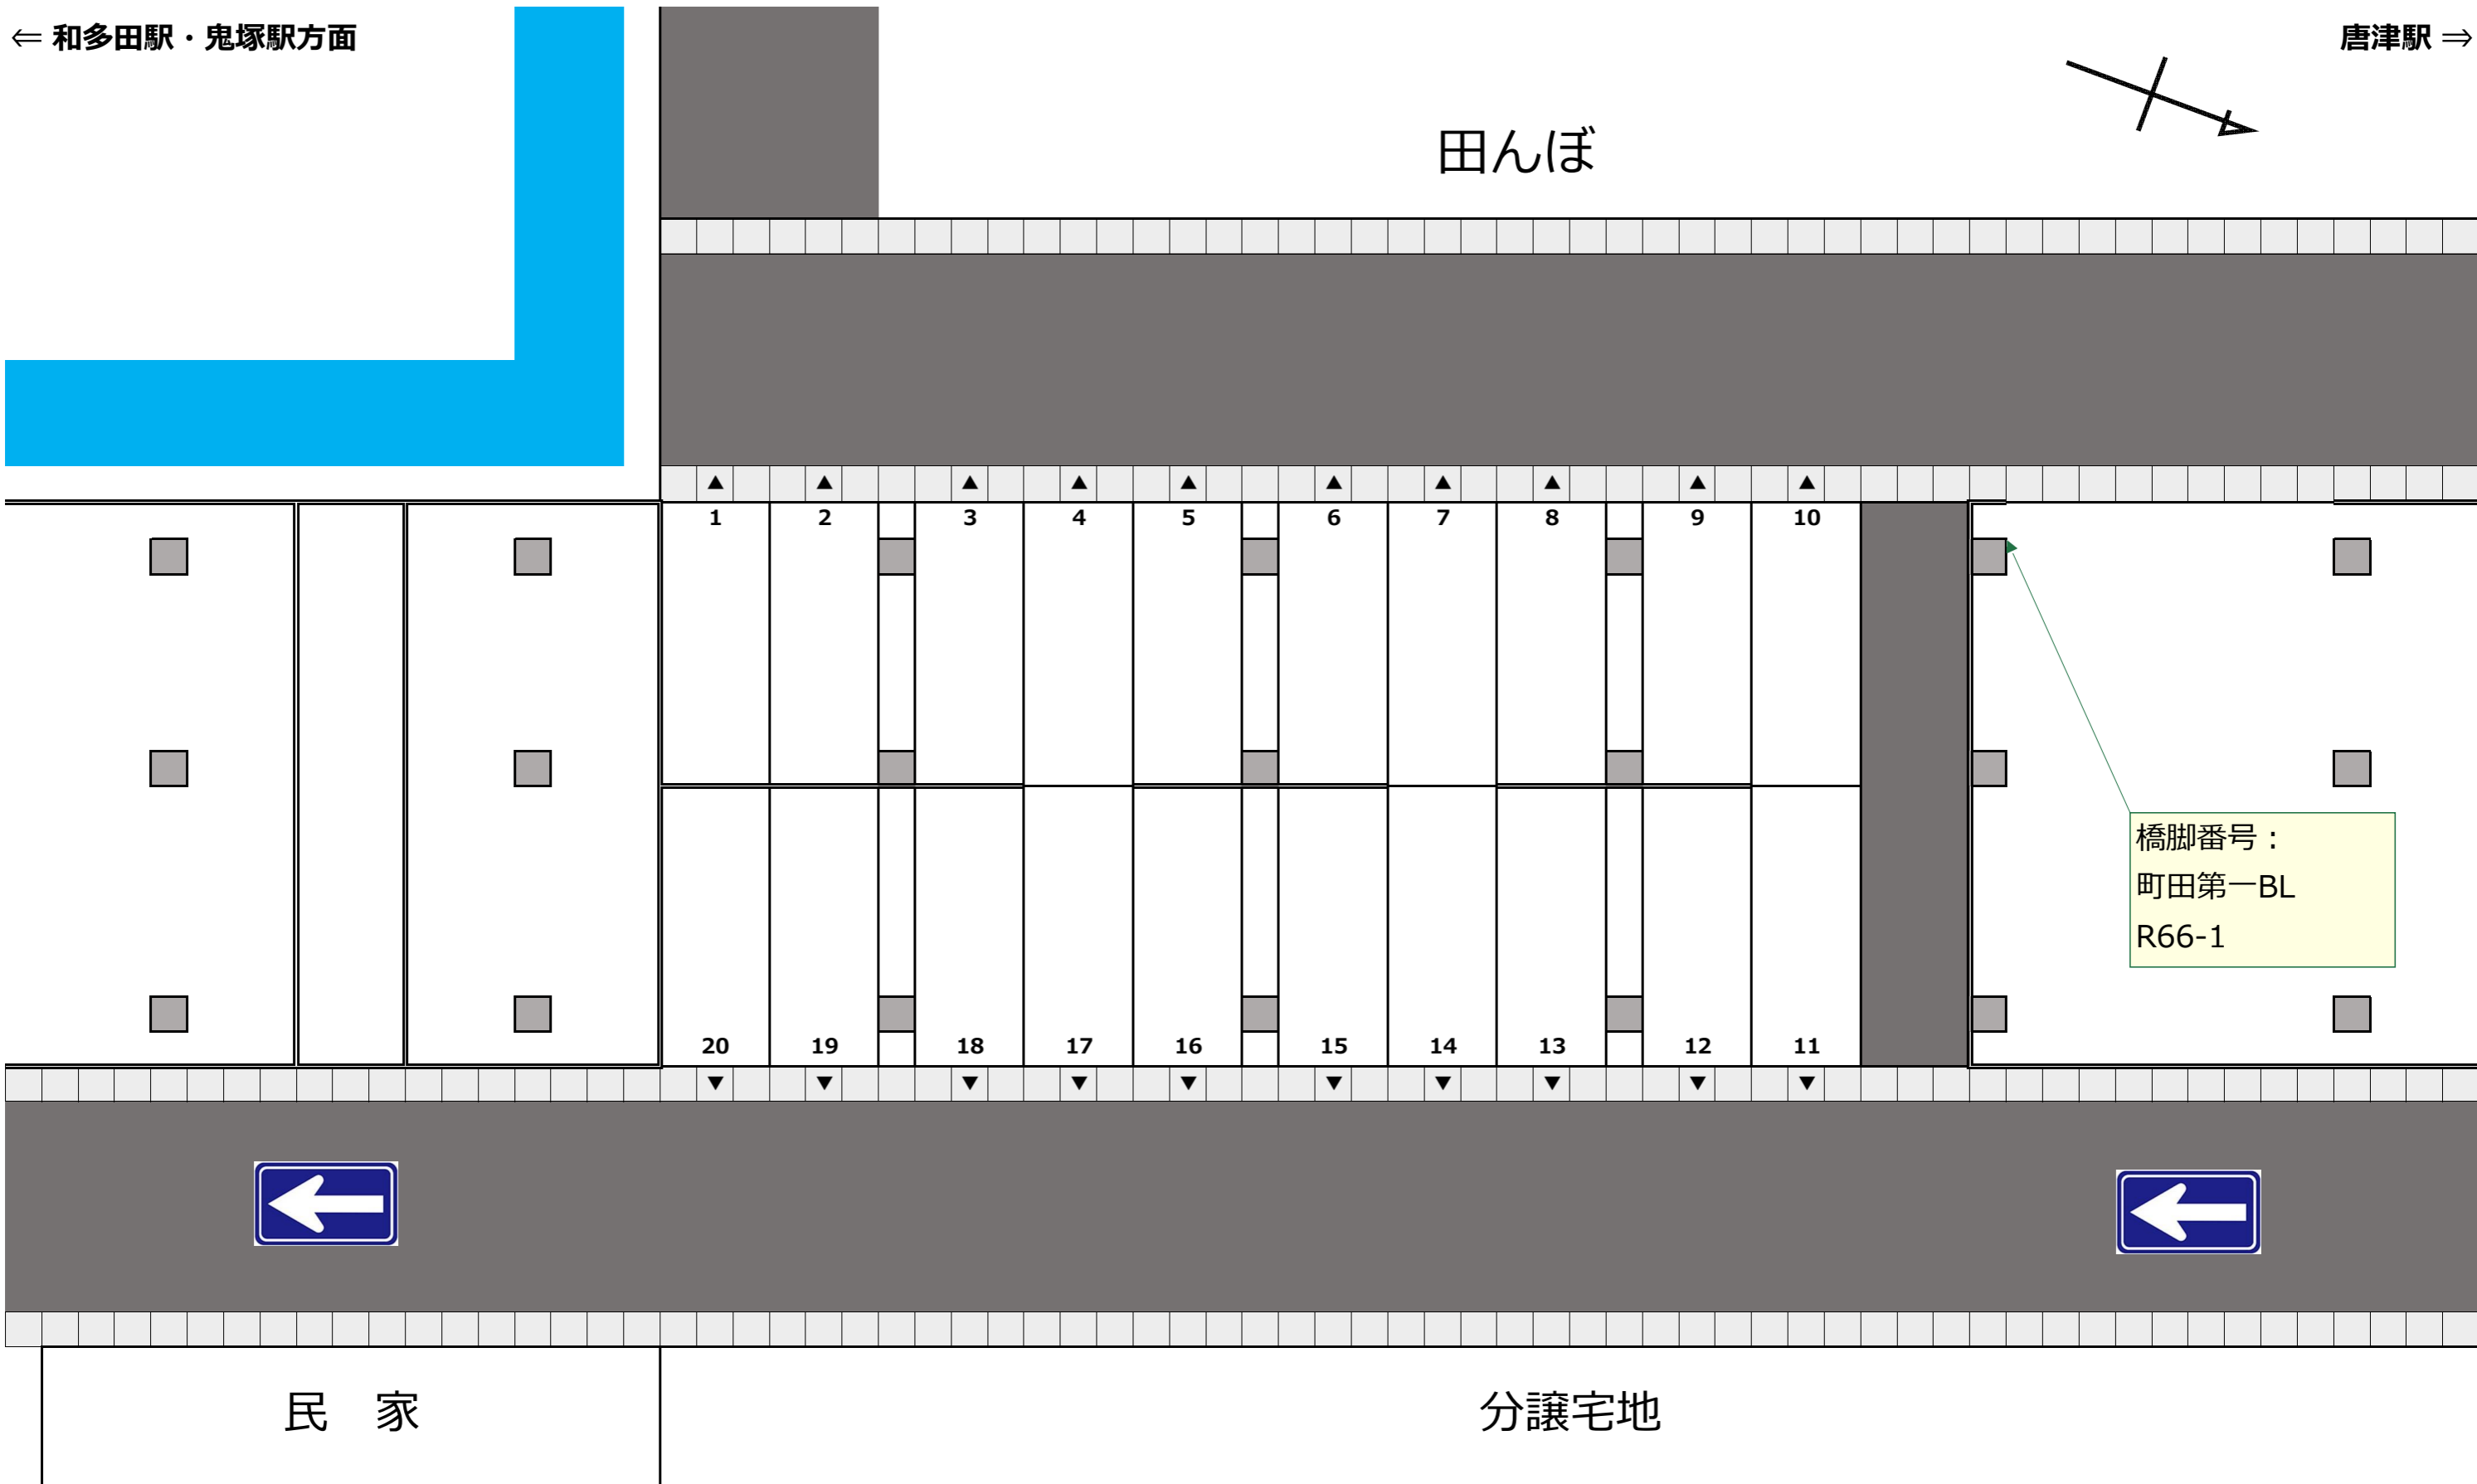 ⇐ 和多田駅・鬼塚駅方面
唐津駅 ⇒
田んぼ
▲ ▲ ▲ ▲ ▲ ▲ ▲ ▲ ▲ ▲
1 2 3 4 5 6 7 8 9 10
橋脚番号：
町田第一BL
R66-1
20 19 18 17 16 15 14 13 12 11
▼ ▼ ▼ ▼ ▼ ▼ ▼ ▼ ▼ ▼
民　家
分譲宅地